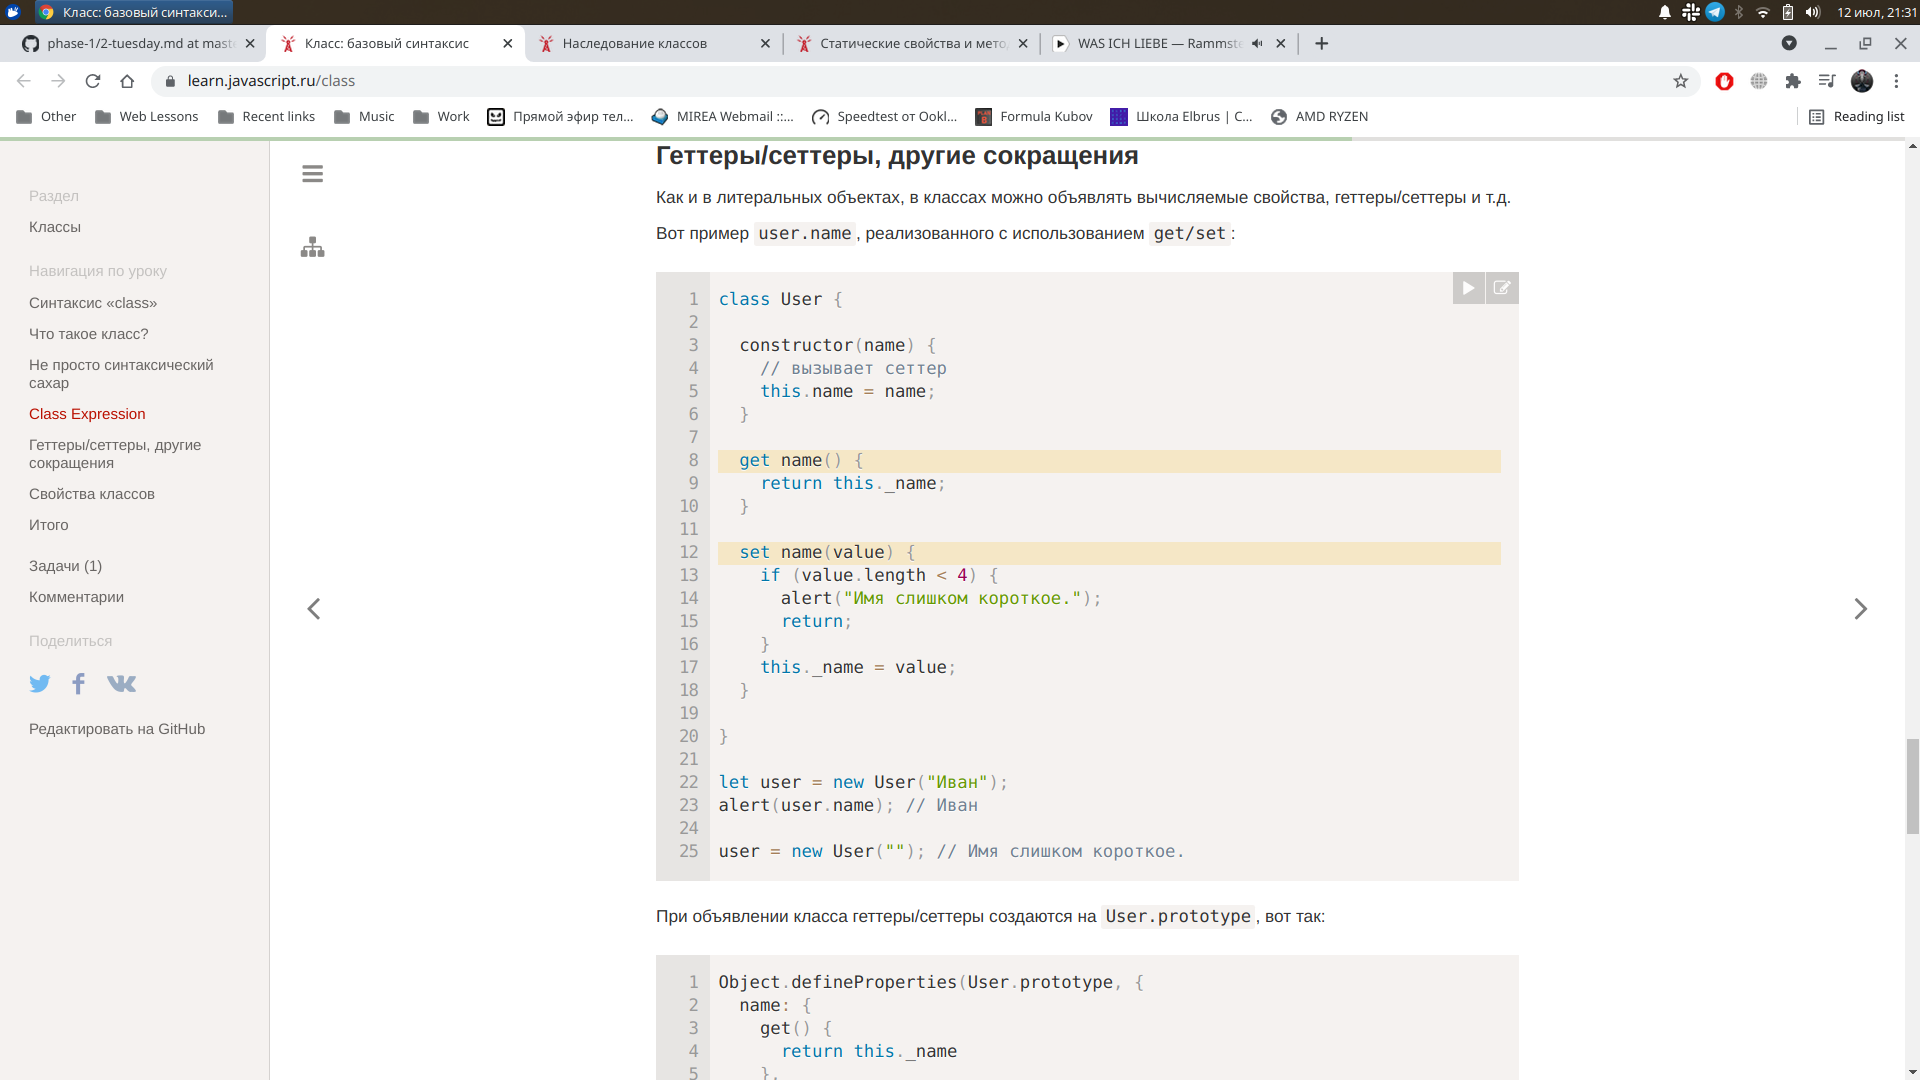 Класс: базовый синтакси...
12 июл, 21:31
phase-1/2-tuesday.md at mast
Класс: базовый синтаксис
Наследование классов
Статические свойства и мето
WAS ICH LIEBE — Rammst
learn.javascript.ru/class
Other
Web Lessons
Recent links
Music
Work
Прямой эфир тел...
MIREA Webmail ::...
Speedtest от Ookl...
Formula Kubov
Школа Elbrus | C...
AMD RYZEN
Reading list
Раздел
Классы
Навигация по уроку
Синтаксис «class»
Что такое класс?
Не просто синтаксический
сахар
Class Expression
Геттеры/сеттеры, другие
сокращения
Свойства классов
Итого
Задачи (1)
Комментарии
Поделиться
Редактировать на GitHub
Геттеры/сеттеры, другие сокращения
Как и в литеральных объектах, в классах можно объявлять вычисляемые свойства, геттеры/сеттеры и т.д.
Вот пример user.name, реализованного с использованием get/set:
1 class User {
2
3   constructor(name) {
4     // вызывает сеттер
5     this.name = name;
6   }
7
8   get name() {
9     return this._name;
10   }
11
12   set name(value) {
13     if (value.length < 4) {
14       alert("Имя слишком короткое.");
15       return;
16     }
17     this._name = value;
18   }
19
20 }
21
22 let user = new User("Иван");
23 alert(user.name); // Иван
24
25 user = new User(""); // Имя слишком короткое.
При объявлении класса геттеры/сеттеры создаются на User.prototype, вот так:
1 Object.defineProperties(User.prototype, {
2   name: {
3     get() {
4       return this._name
5     },